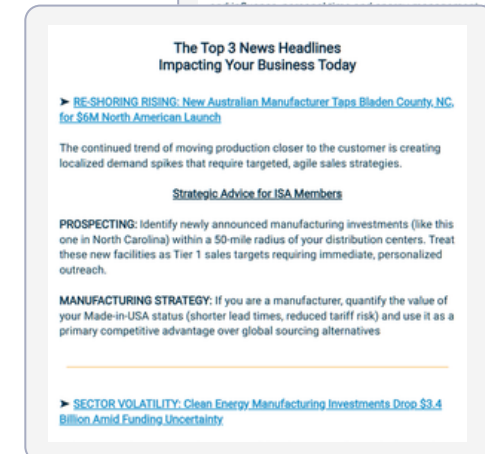 The Top 3 News Headlines
Impacting Your Business Today
➤ RE-SHORING RISING: New Australian Manufacturer Taps Bladen County, NC,
for $6M North American Launch
The continued trend of moving production closer to the customer is creating
localized demand spikes that require targeted, agile sales strategies.
Strategic Advice for ISA Members
PROSPECTING: Identify newly announced manufacturing investments (like this
one in North Carolina) within a 50-mile radius of your distribution centers. Treat
these new facilities as Tier 1 sales targets requiring immediate, personalized
outreach.
MANUFACTURING STRATEGY: If you are a manufacturer, quantify the value of
your Made-in-USA status (shorter lead times, reduced tariff risk) and use it as a
primary competitive advantage over global sourcing alternatives
➤ SECTOR VOLATILITY: Clean Energy Manufacturing Investments Drop $3.4
Billion Amid Funding Uncertainty